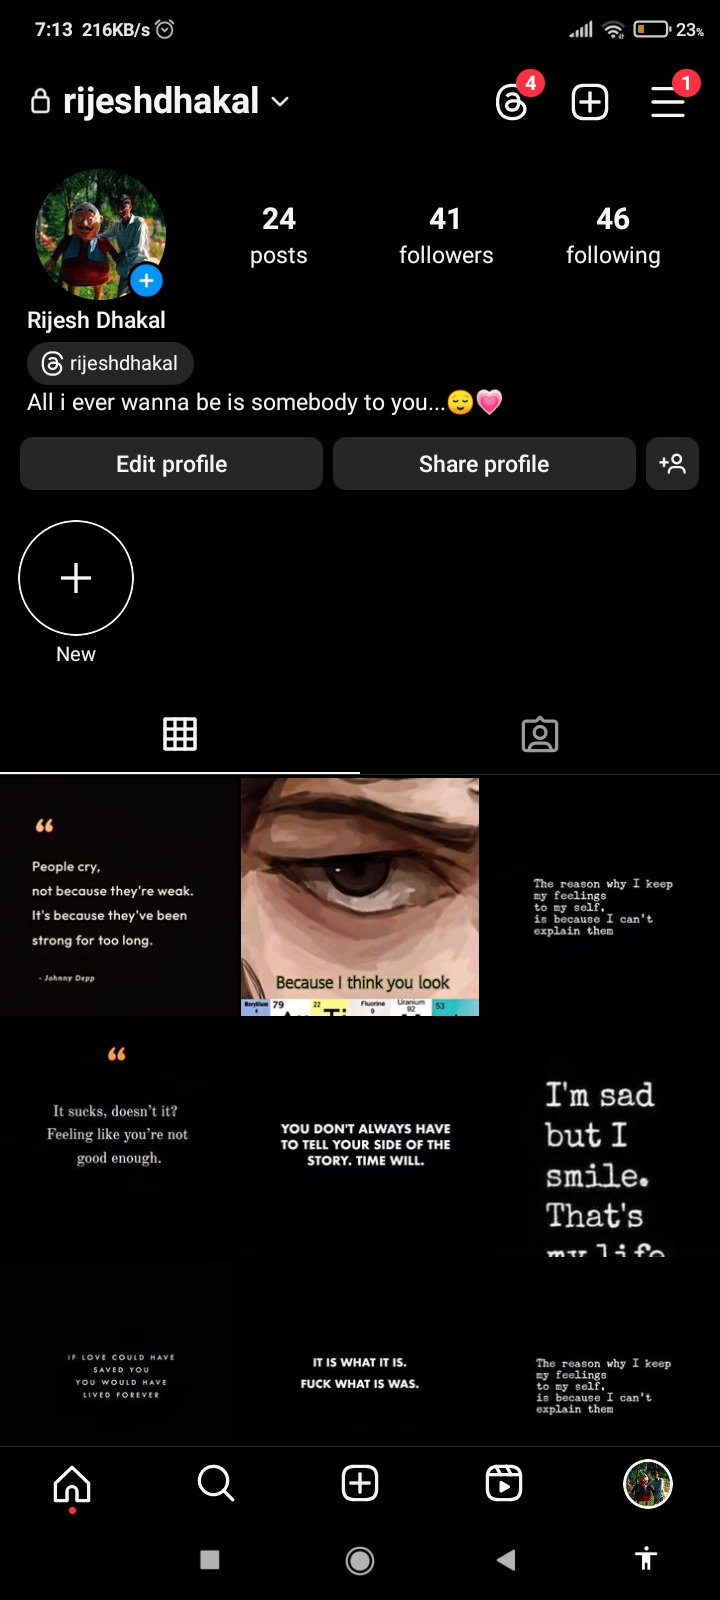 7:13 216KB/s
23%
rijeshdhakal
4
1
24
41
46
posts
followers
following
Rijesh Dhakal
rijeshdhakal
All i ever wanna be is somebody to you...😌💗
Edit profile
Share profile
New
“
People cry,
not because they're weak.
It's because they've been
strong for too long.
- Johnny Depp
Because I think you look
Beryllium
4
79
22
Fluorine
9
Uranium
92
53
The reason why I keep
my feelings
to my self,
is because I can't
explain them
“
It sucks, doesn't it?
Feeling like you're not
good enough.
YOU DON'T ALWAYS HAVE
TO TELL YOUR SIDE OF THE
STORY. TIME WILL.
I'm sad
but I
smile.
That's
my life
IF LOVE COULD HAVE
SAVED YOU
YOU WOULD HAVE
LIVED FOREVER
IT IS WHAT IT IS.
FUCK WHAT IS WAS.
The reason why I keep
my feelings
to my self,
is because I can't
explain them